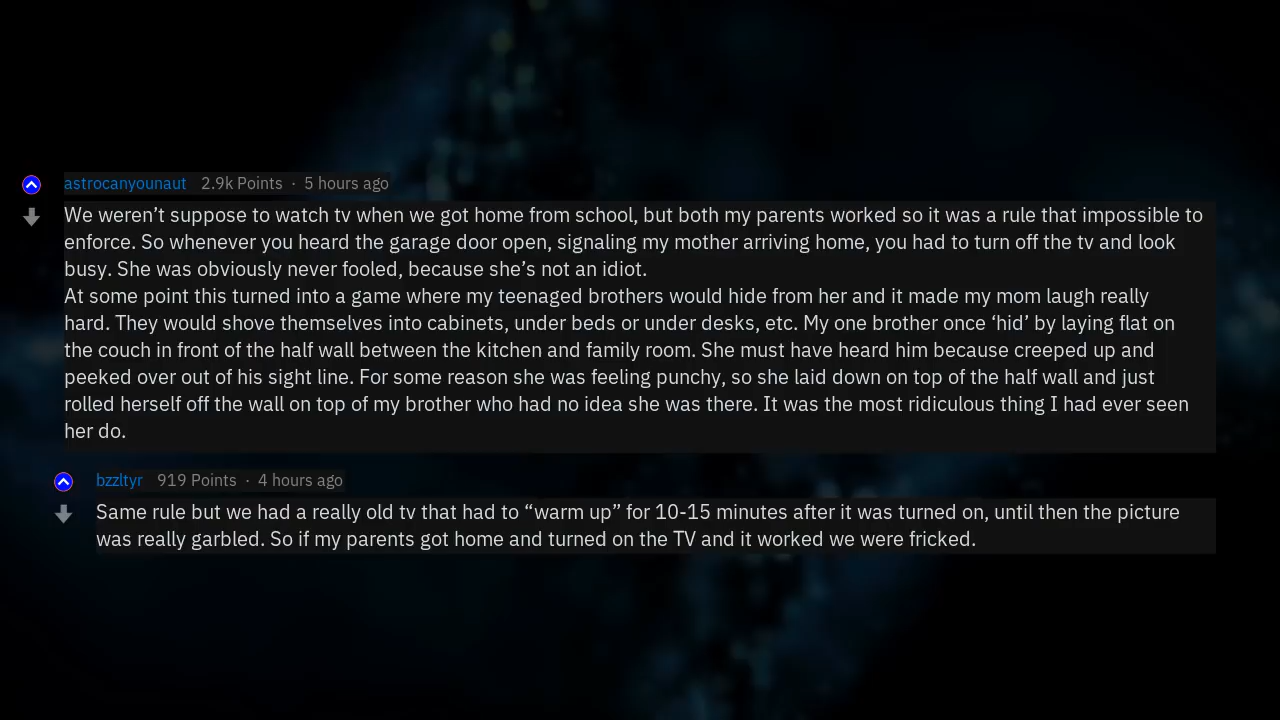 astrocanyounaut 2.9k Points · 5 hours ago
We weren’t suppose to watch tv when we got home from school, but both my parents worked so it was a rule that impossible to
enforce. So whenever you heard the garage door open, signaling my mother arriving home, you had to turn off the tv and look
busy. She was obviously never fooled, because she’s not an idiot.
At some point this turned into a game where my teenaged brothers would hide from her and it made my mom laugh really
hard. They would shove themselves into cabinets, under beds or under desks, etc. My one brother once ‘hid’ by laying flat on
the couch in front of the half wall between the kitchen and family room. She must have heard him because creeped up and
peeked over out of his sight line. For some reason she was feeling punchy, so she laid down on top of the half wall and just
rolled herself off the wall on top of my brother who had no idea she was there. It was the most ridiculous thing I had ever seen
her do.
bzzltyr 919 Points · 4 hours ago
Same rule but we had a really old tv that had to “warm up” for 10-15 minutes after it was turned on, until then the picture
was really garbled. So if my parents got home and turned on the TV and it worked we were fricked.